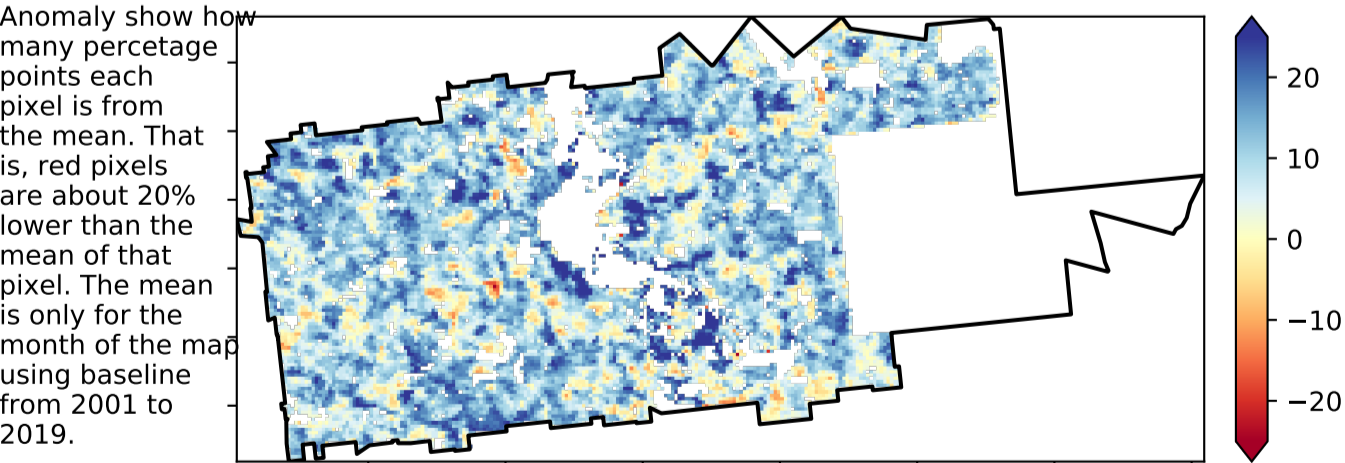 Anomaly show how
many percetage
points each
pixel is from
the mean. That
is, red pixels
are about 20%
lower than the
mean of that
pixel. The mean
is only for the
month of the map
using baseline
from 2001 to
2019.
20
10
0
−10
−20